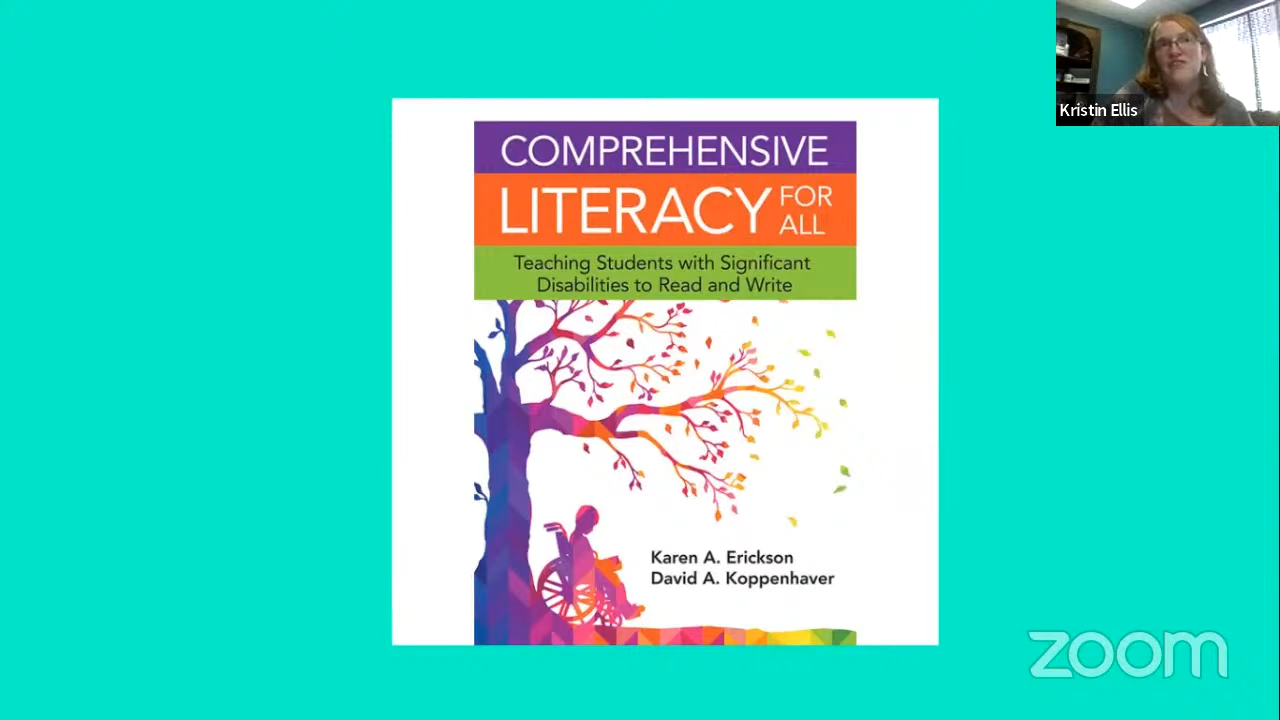 Kristin Ellis
COMPREHENSIVE
LITERACY FOR ALL
Teaching Students with Significant
Disabilities to Read and Write
Karen A. Erickson
David A. Koppenhaver
zoom